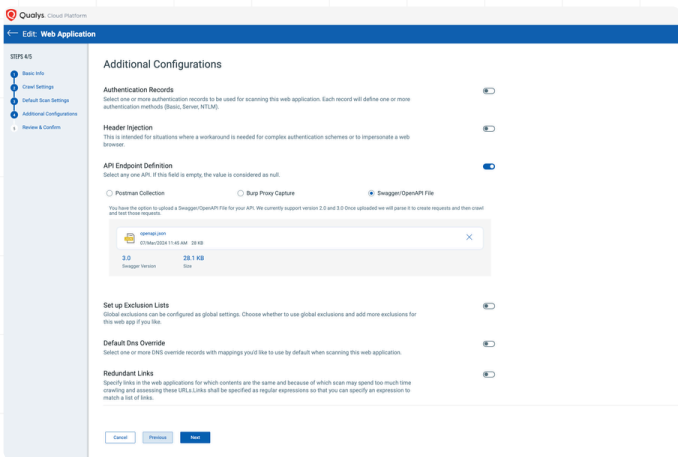 Qualys. Cloud Platform
Edit: Web Application
STEPS 4/5
1 Basic Info
2 Crawl Settings
3 Default Scan Settings
4 Additional Configurations
5 Review & Confirm
Additional Configurations
Authentication Records
Select one or more authentication records to be used for scanning this web application. Each record will define one or more
authentication methods (Basic, Server, NTLM).
Header Injection
This is intended for situations where a workaround is needed for complex authentication schemes or to impersonate a web
browser.
API Endpoint Definition
Select any one API. If this field is empty, the value is considered as null.
Postman Collection
Burp Proxy Capture
Swagger/OpenAPI File
You have the option to upload a Swagger/OpenAPI File for your API. We currently support version 2.0 and 3.0 Once uploaded we will parse it to create requests and then crawl
and test those requests.
openapi.json
07/Mar/2024 11:45 AM 28 KB
3.0
Swagger Version
28.1 KB
Size
Set up Exclusion Lists
Global exclusions can be configured as global settings. Choose whether to use global exclusions and add more exclusions for
this web app if you like.
Default Dns Override
Select one or more DNS override records with mappings you'd like to use by default when scanning this web application.
Redundant Links
Specify links in the web applications for which contents are the same and because of which scan may spend too much time
crawling and assessing these URLs.Links shall be specified as regular expressions so that you can specify an expression to
match a list of links.
Cancel
Previous
Next